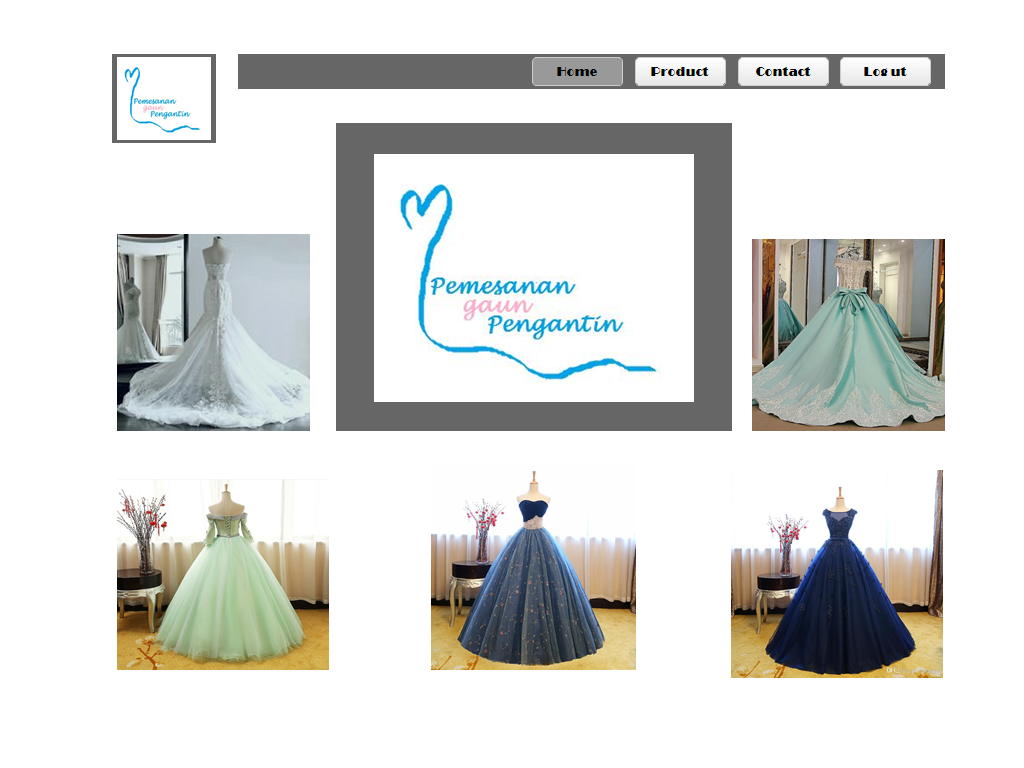 Pemesanan
gaun
Pengantin
Home
Product
Contact
Log ut
Pemesanan
gaun
Pengantin